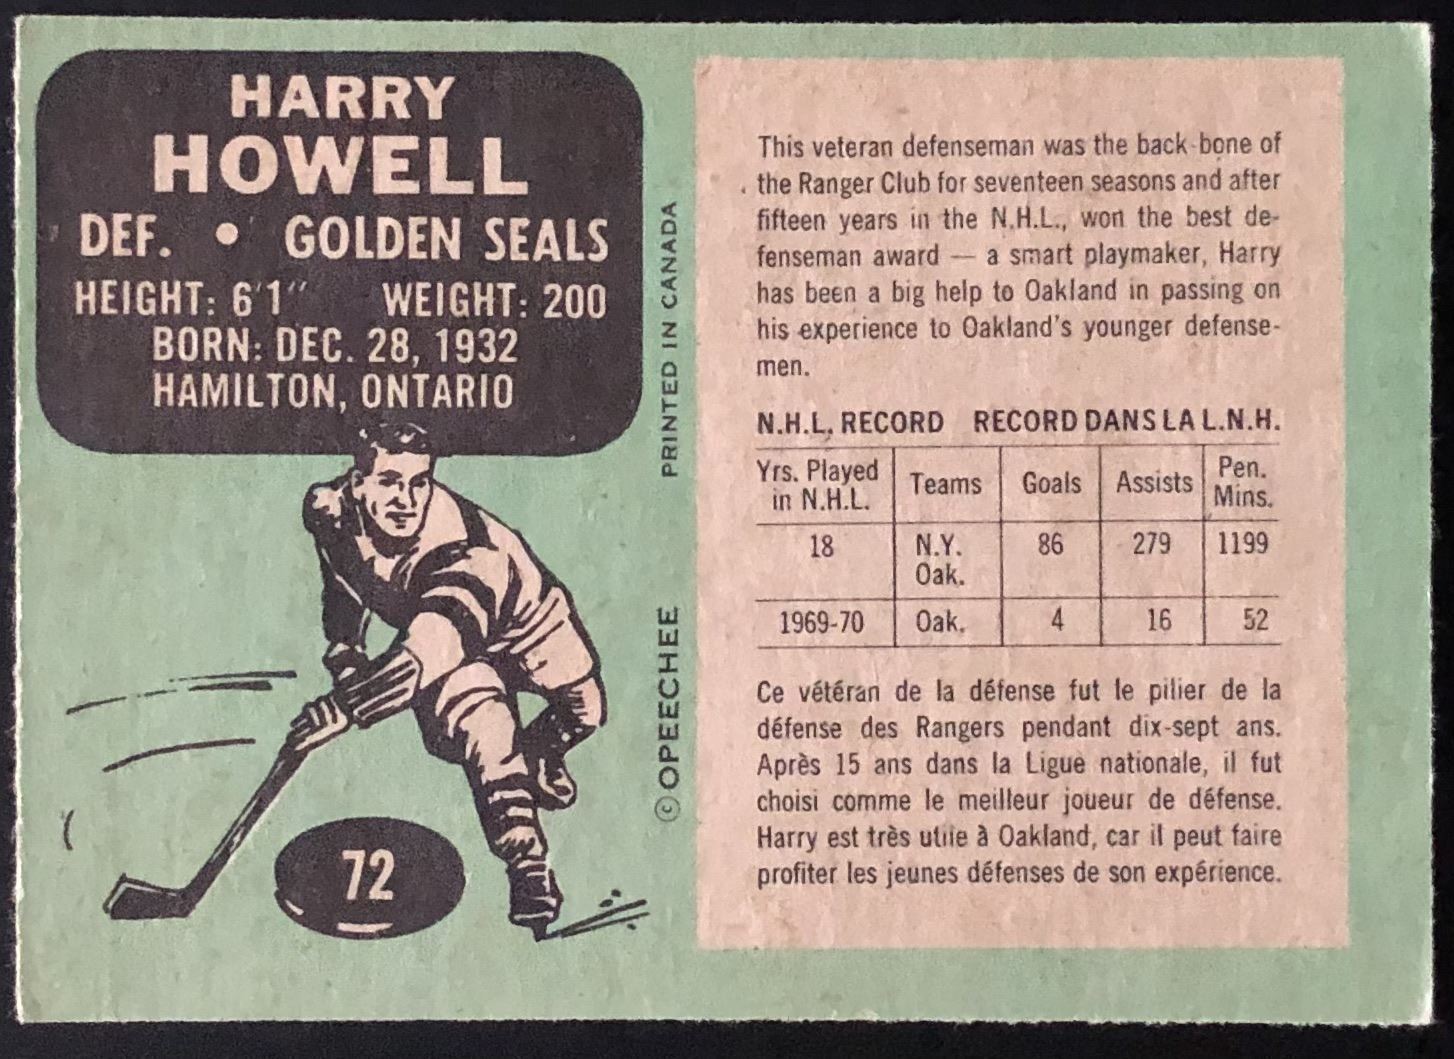 HARRY
HOWELL
DEF. • GOLDEN SEALS
HEIGHT: 6'1" WEIGHT: 200
BORN: DEC. 28, 1932
HAMILTON, ONTARIO
72
PRINTED IN CANADA
© OPEECHEE
This veteran defenseman was the back-bone of
the Ranger Club for seventeen seasons and after
fifteen years in the N.H.L., won the best de-
fenseman award — a smart playmaker, Harry
has been a big help to Oakland in passing on
his experience to Oakland's younger defense-
men.
N.H.L. RECORD RECORD DANS LA L.N.H.
Yrs. Played
in N.H.L.
Teams
Goals
Assists
Pen.
Mins.
18 N.Y. 86 279 1199
Oak.
1969-70 Oak. 4 16 52
Ce vétéran de la défense fut le pilier de la
défense des Rangers pendant dix-sept ans.
Après 15 ans dans la Ligue nationale, il fut
choisi comme le meilleur joueur de défense.
Harry est très utile à Oakland, car il peut faire
profiter les jeunes défenses de son expérience.